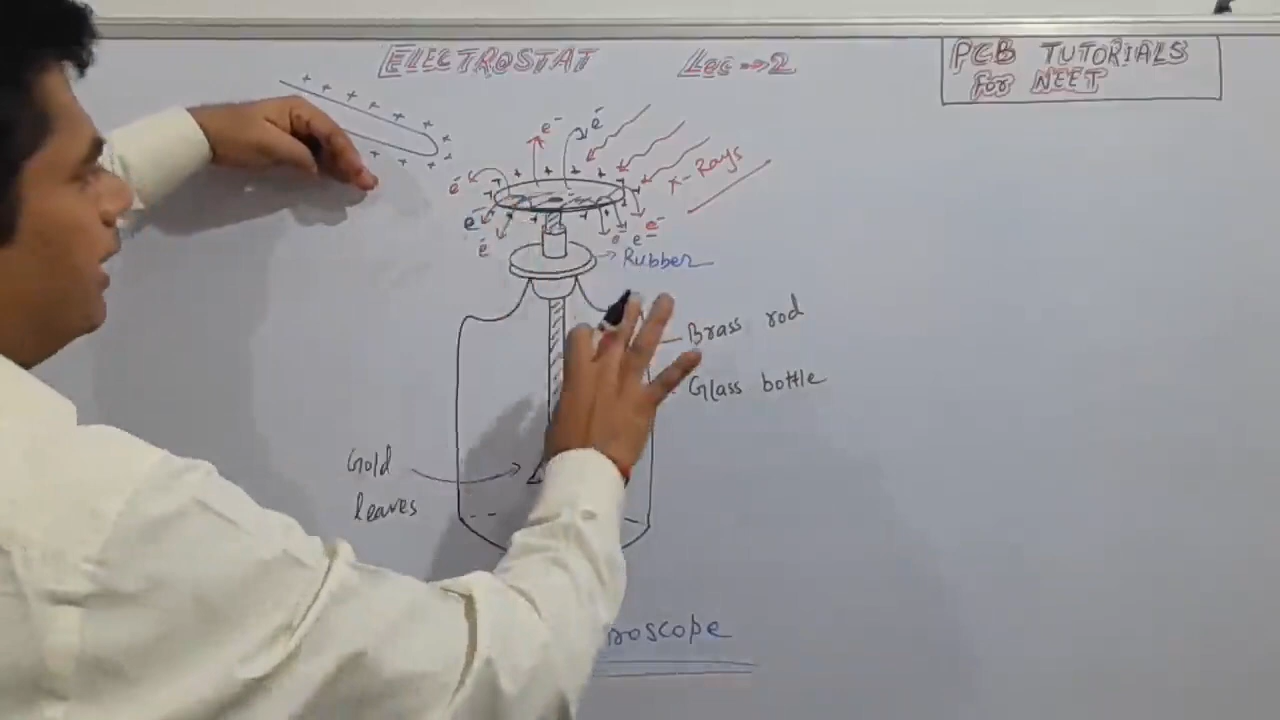 ELECTROSTAT Lec → 2
PCB TUTORIALS
For NEET
+ + + + + + + + + + +
e⁻ e⁻
X-Rays
e⁻
e⁻ e⁻
e⁻ e⁻ e⁻
Rubber
Brass rod
Glass bottle
Gold
leaves
roscope